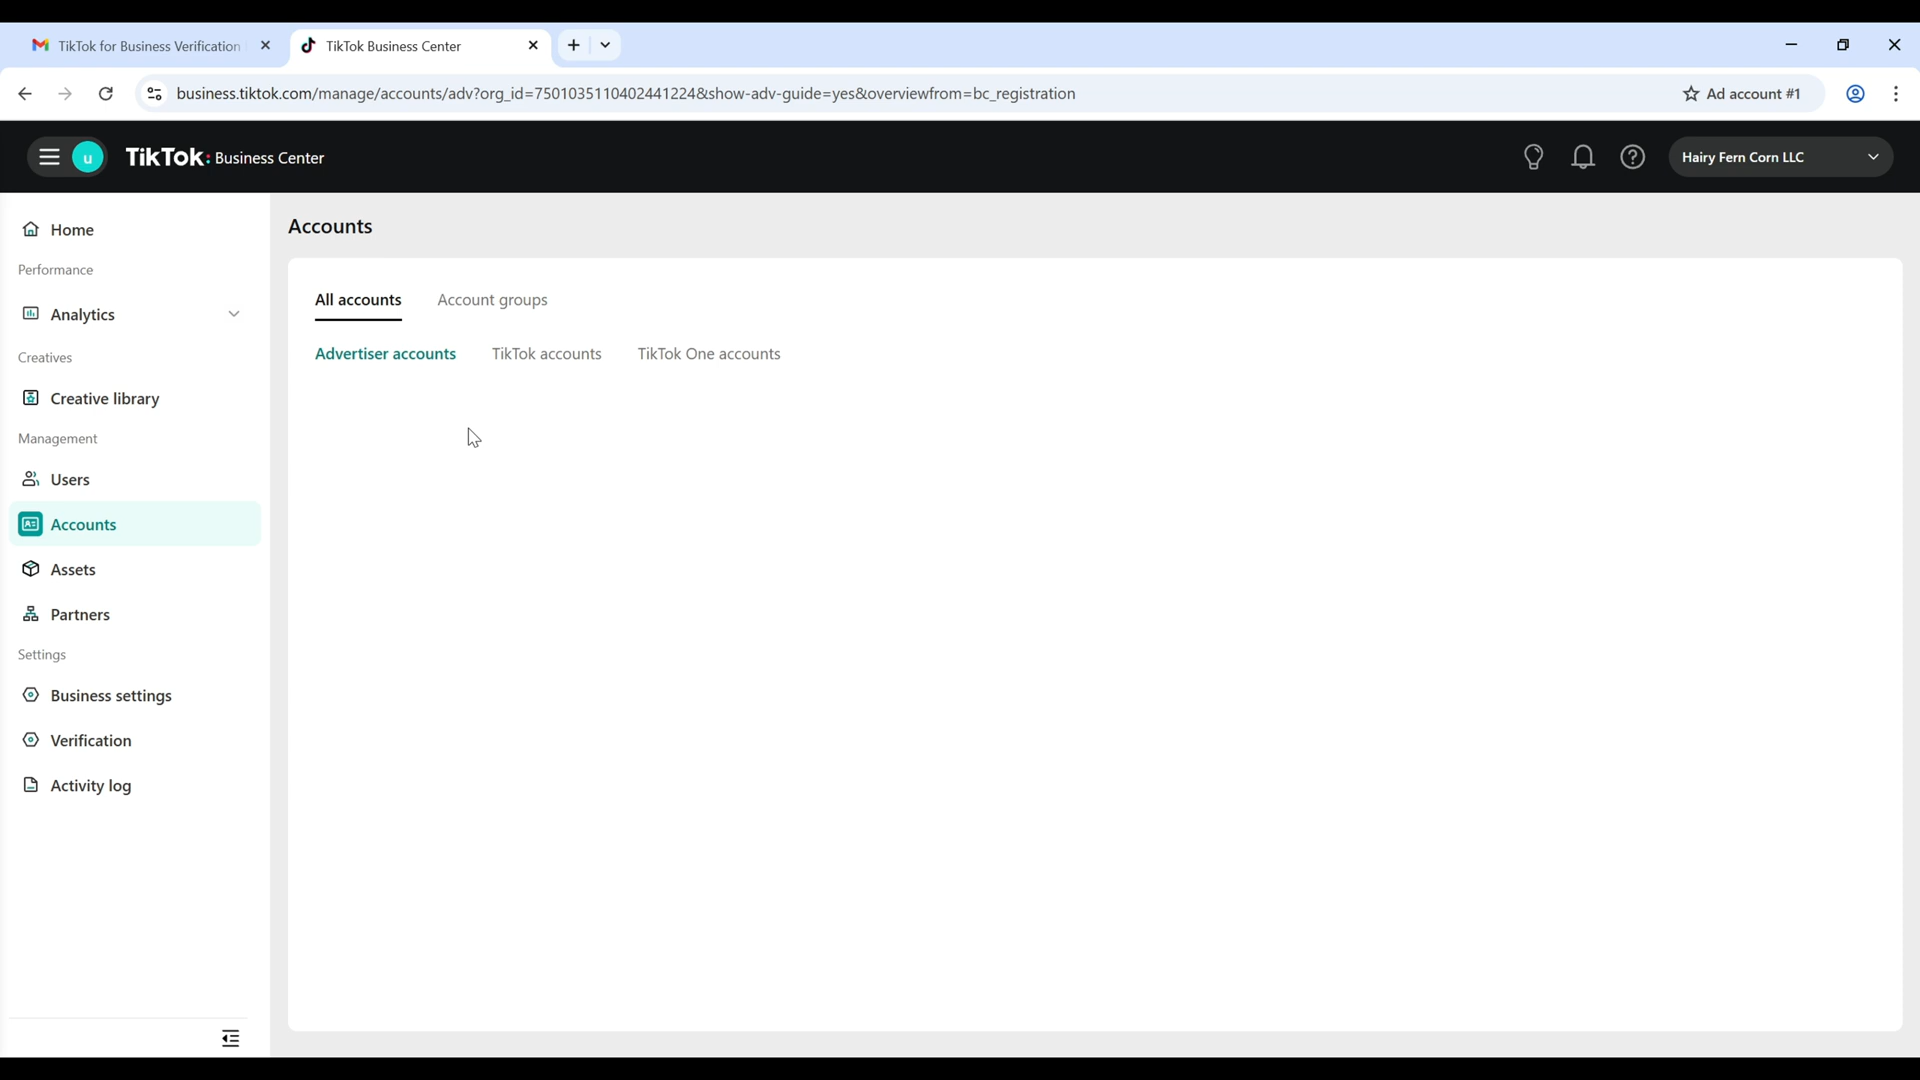 TikTok for Business Verification
TikTok Business Center
business.tiktok.com/manage/accounts/adv?org_id=7501035110402441224&show-adv-guide=yes&overviewfrom=bc_registration
Ad account #1
u
TikTok: Business Center
Hairy Fern Corn LLC
Home
Performance
Analytics
Creatives
Creative library
Management
Users
Accounts
Assets
Partners
Settings
Business settings
Verification
Activity log
Accounts
All accounts
Account groups
Advertiser accounts
TikTok accounts
TikTok One accounts